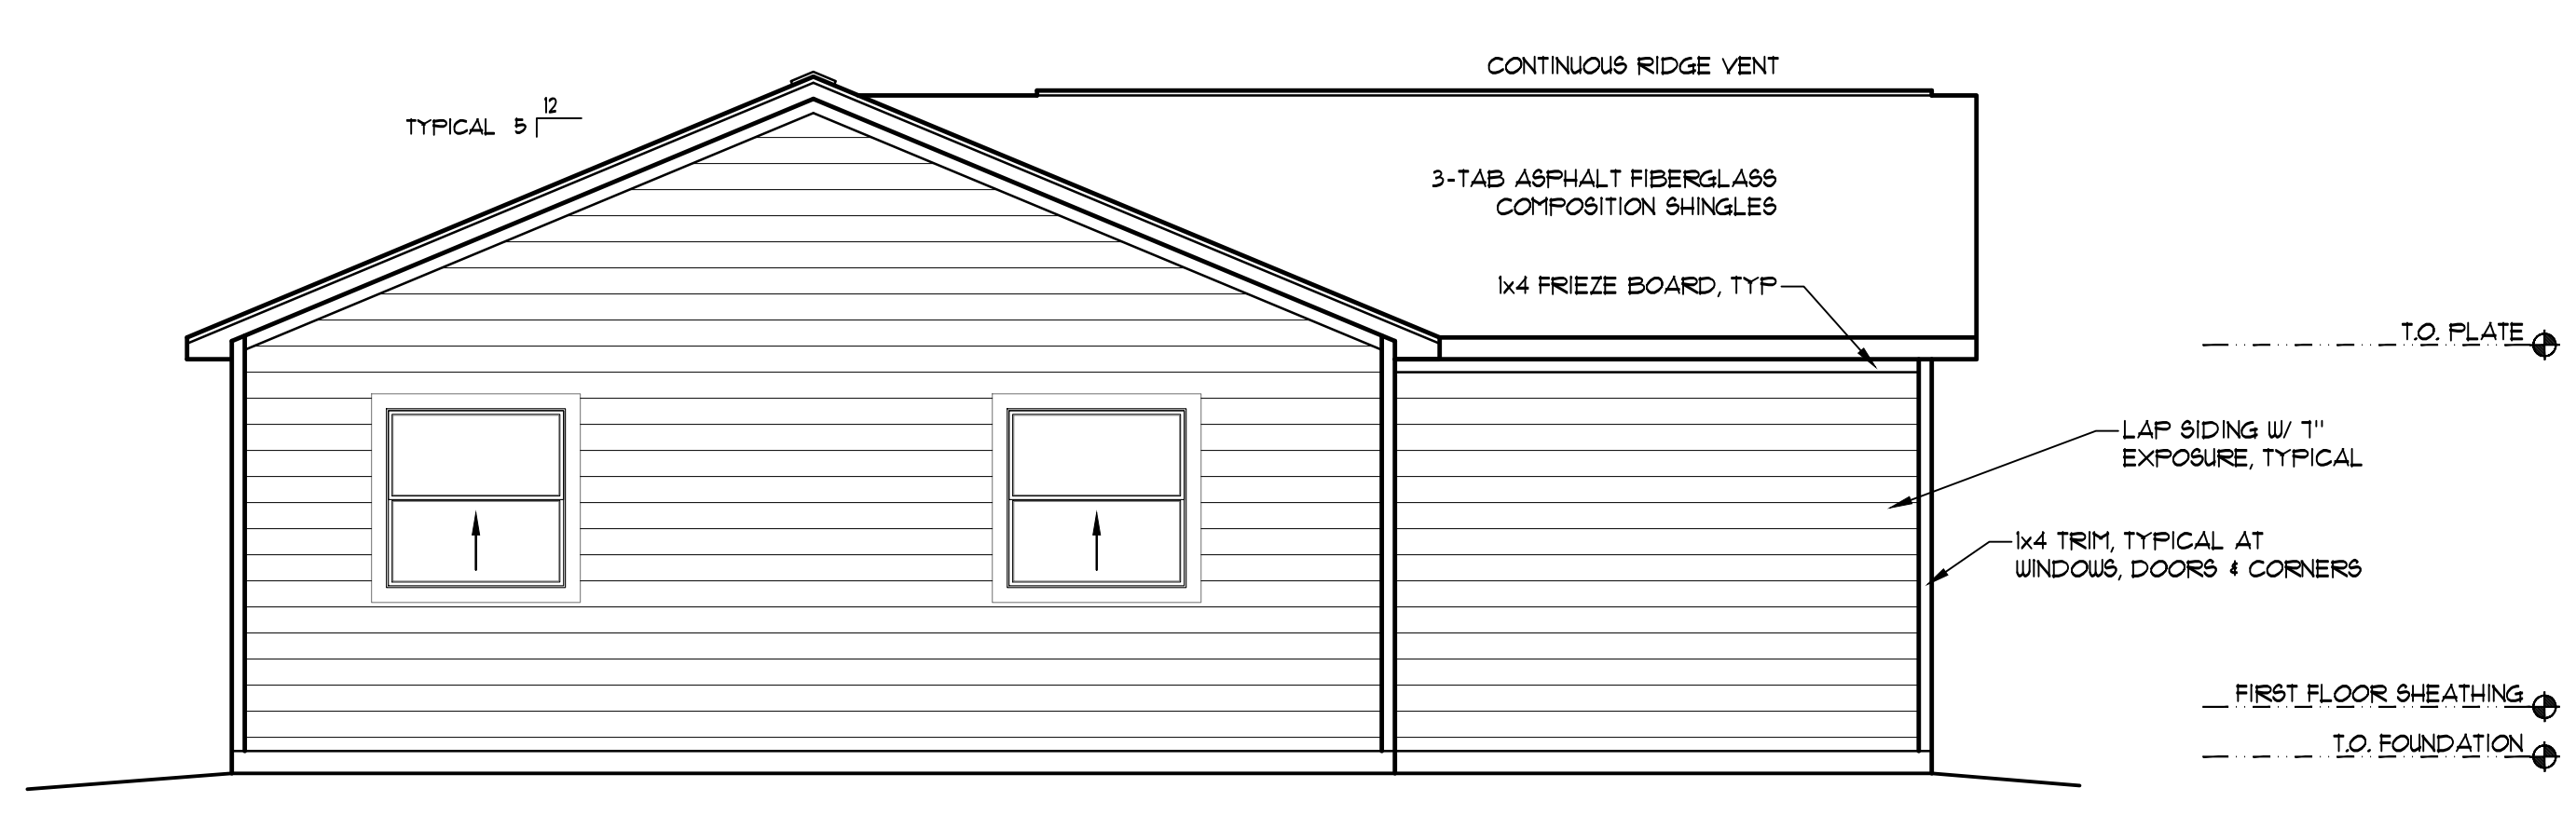 CONTINUOUS RIDGE VENT
12
TYPICAL 5
3-TAB ASPHALT FIBERGLASS
COMPOSITION SHINGLES
1x4 FRIEZE BOARD, TYP
T.O. PLATE
LAP SIDING W/ 7"
EXPOSURE, TYPICAL
1x4 TRIM, TYPICAL AT
WINDOWS, DOORS & CORNERS
FIRST FLOOR SHEATHING
T.O. FOUNDATION